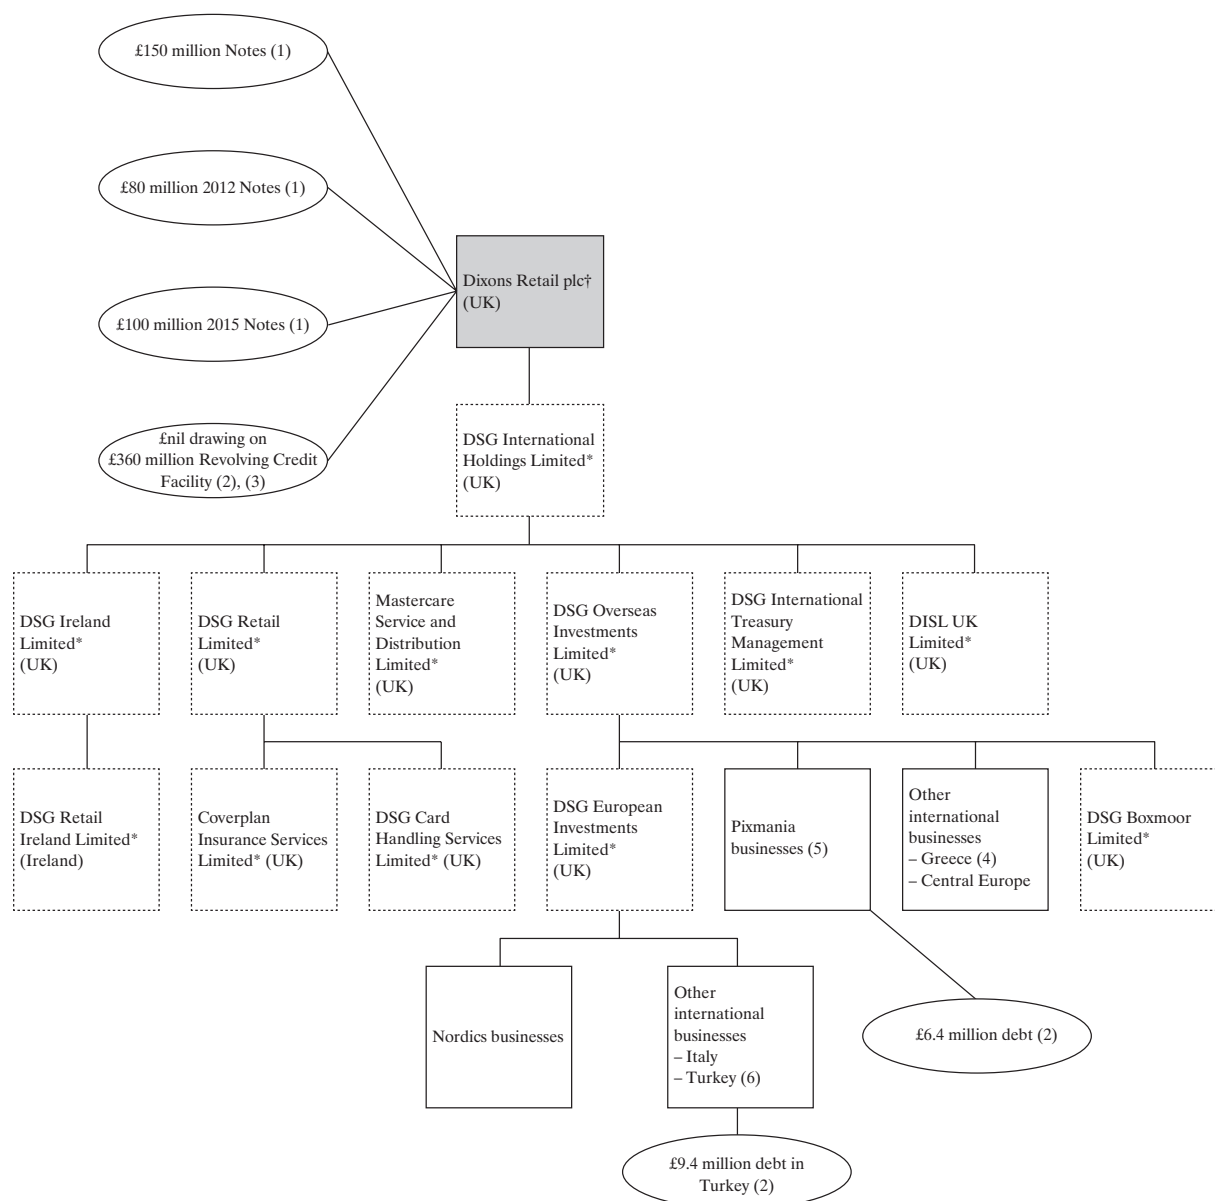 £150 million Notes (1)
£80 million 2012 Notes (1)
Dixons Retail plc†
(UK)
£100 million 2015 Notes (1)
£nil drawing on
£360 million Revolving Credit
Facility (2), (3)
DSG International
Holdings Limited*
(UK)
DSG Ireland
Limited*
(UK)
DSG Retail
Limited*
(UK)
Mastercare
Service and
Distribution
Limited*
(UK)
DSG Overseas
Investments
Limited*
(UK)
DSG International
Treasury
Management
Limited*
(UK)
DISL UK
Limited*
(UK)
DSG Retail
Ireland Limited*
(Ireland)
Coverplan
Insurance Services
Limited* (UK)
DSG Card
Handling Services
Limited* (UK)
DSG European
Investments
Limited*
(UK)
Pixmania
businesses (5)
Other
international
businesses
– Greece (4)
– Central Europe
DSG Boxmoor
Limited*
(UK)
Nordics businesses
Other
international
businesses
– Italy
– Turkey (6)
£6.4 million debt (2)
£9.4 million debt in
Turkey (2)